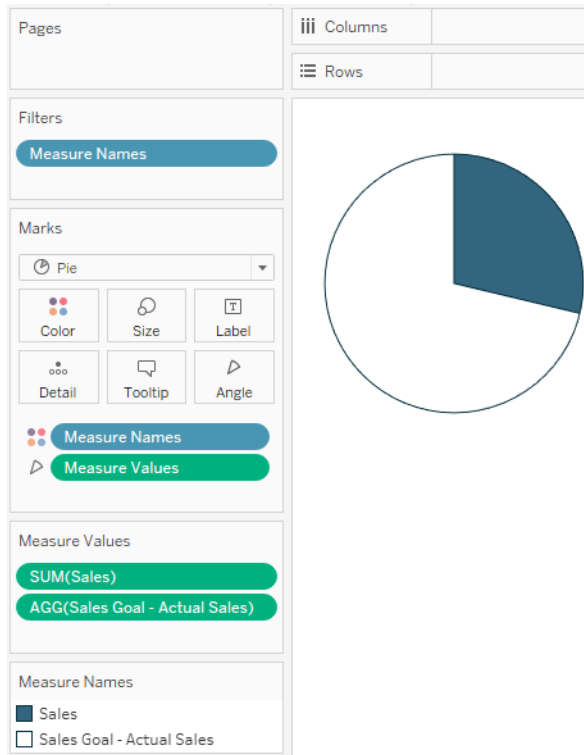 Pages
Columns
Rows
Filters
Measure Names
Marks
Pie
Color Size Label
Detail Tooltip Angle
Measure Names
Measure Values
Measure Values
SUM(Sales)
AGG(Sales Goal - Actual Sales)
Measure Names
Sales
Sales Goal - Actual Sales